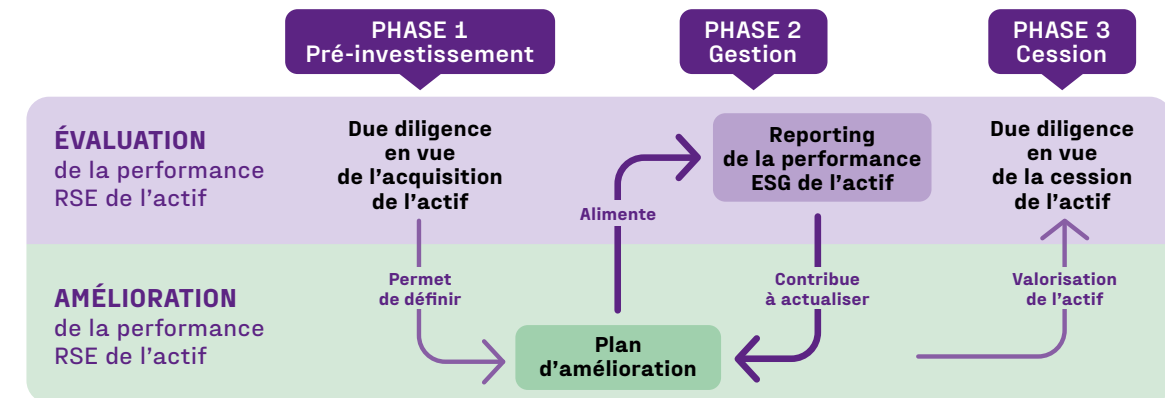 PHASE 1
Pré-investissement
PHASE 2
Gestion
PHASE 3
Cession
ÉVALUATION
de la performance
RSE de l’actif
Due diligence
en vue
de l’acquisition
de l’actif
Reporting
de la performance
ESG de l’actif
Due diligence
en vue
de la cession
de l’actif
Alimente
Permet
de définir
Contribue
à actualiser
Valorisation
de l’actif
AMÉLIORATION
de la performance
RSE de l’actif
Plan
d’amélioration